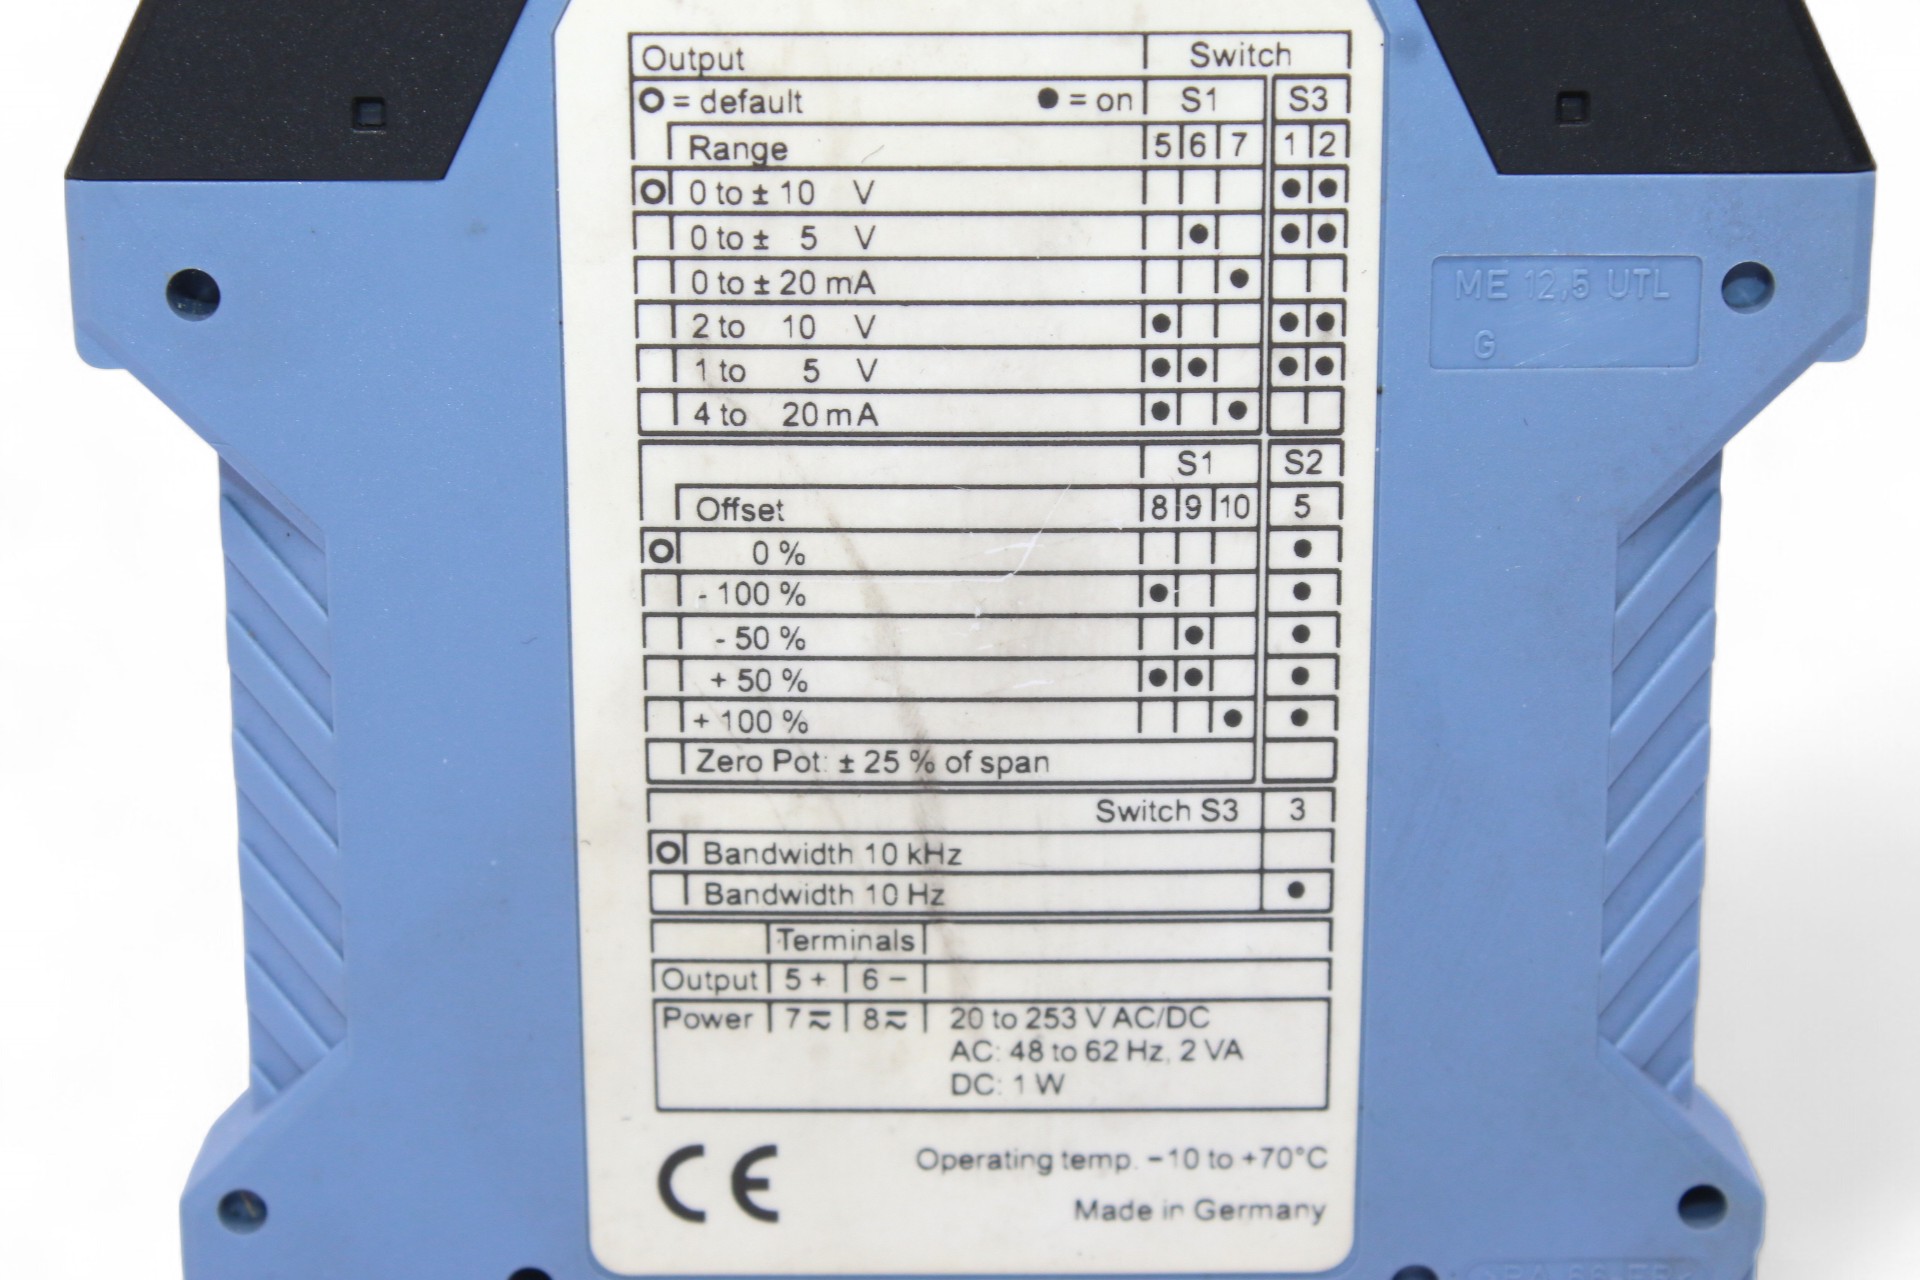 Output Switch
= default ● = on S1 S3
Range 5 6 7 1 2
0 to ± 10 V ● ●
0 to ± 5 V ● ● ●
0 to ± 20 mA ●
2 to 10 V ● ● ●
1 to 5 V ● ● ● ●
4 to 20 mA ● ●
S1 S2
Offset 8 9 10 5
0 % ●
- 100 % ● ●
- 50 % ● ●
+ 50 % ● ● ●
+ 100 % ● ●
Zero Pot: ± 25 % of span
Switch S3 3
Bandwidth 10 kHz
Bandwidth 10 Hz ●
Terminals
Output 5 + 6 −
Power 7 ≂ 8 ≂ 20 to 253 V AC/DC
AC: 48 to 62 Hz, 2 VA
DC: 1 W
CE
Operating temp. −10 to +70°C
Made in Germany
ME 12,5 UTL
G